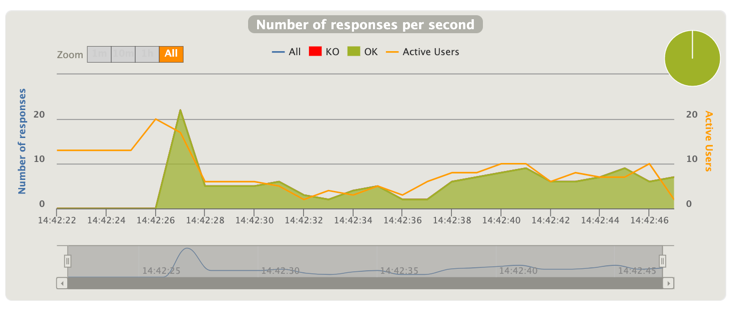 Number of responses per second
Zoom 1m 10m 1h All
All KO OK Active Users
Number of responses
20
10
0
20
10
0
Active Users
14:42:22 14:42:24 14:42:26 14:42:28 14:42:30 14:42:32 14:42:34 14:42:36 14:42:38 14:42:40 14:42:42 14:42:44 14:42:46
14:42:25 14:42:30 14:42:35 14:42:40 14:42:45